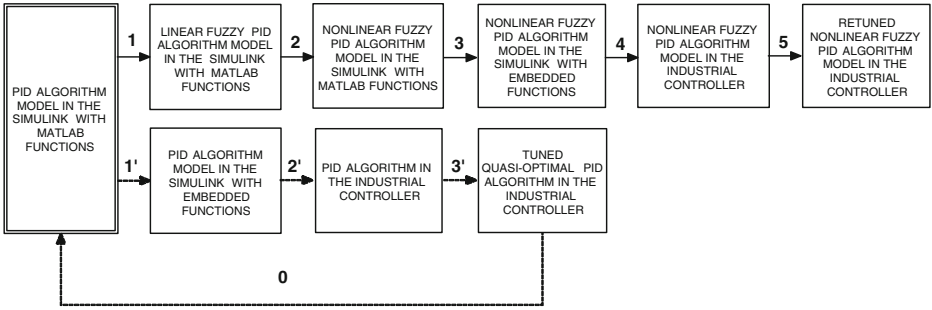 PID ALGORITHM
MODEL IN THE
SIMULINK WITH
MATLAB
FUNCTIONS
1
LINEAR FUZZY PID
ALGORITHM MODEL
IN THE SIMULINK
WITH MATLAB
FUNCTIONS
2
NONLINEAR FUZZY
PID ALGORITHM
MODEL IN THE
SIMULINK WITH
MATLAB FUNCTIONS
3
NONLINEAR FUZZY
PID ALGORITHM
MODEL IN THE
SIMULINK WITH
EMBEDDED
FUNCTIONS
4
NONLINEAR FUZZY
PID ALGORITHM
MODEL IN THE
INDUSTRIAL
CONTROLLER
5
RETUNED
NONLINEAR FUZZY
PID ALGORITHM
MODEL IN THE
INDUSTRIAL
CONTROLLER
1'
PID ALGORITHM
MODEL IN THE
SIMULINK WITH
EMBEDDED
FUNCTIONS
2'
PID ALGORITHM IN
THE INDUSTRIAL
CONTROLLER
3'
TUNED
QUASI-OPTIMAL PID
ALGORITHM IN THE
INDUSTRIAL
CONTROLLER
0